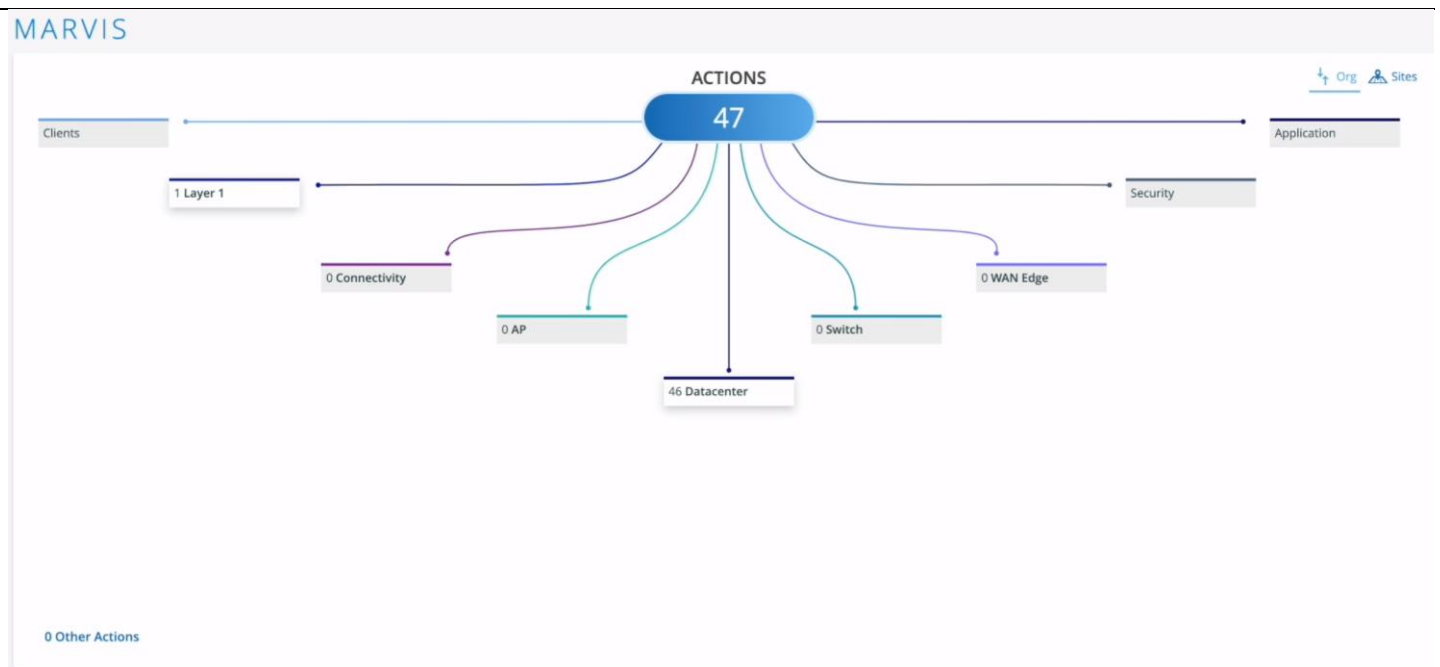 MARVIS
ACTIONS
Org Sites
47
Clients
Application
1 Layer 1
Security
0 Connectivity
0 WAN Edge
0 AP
0 Switch
46 Datacenter
0 Other Actions